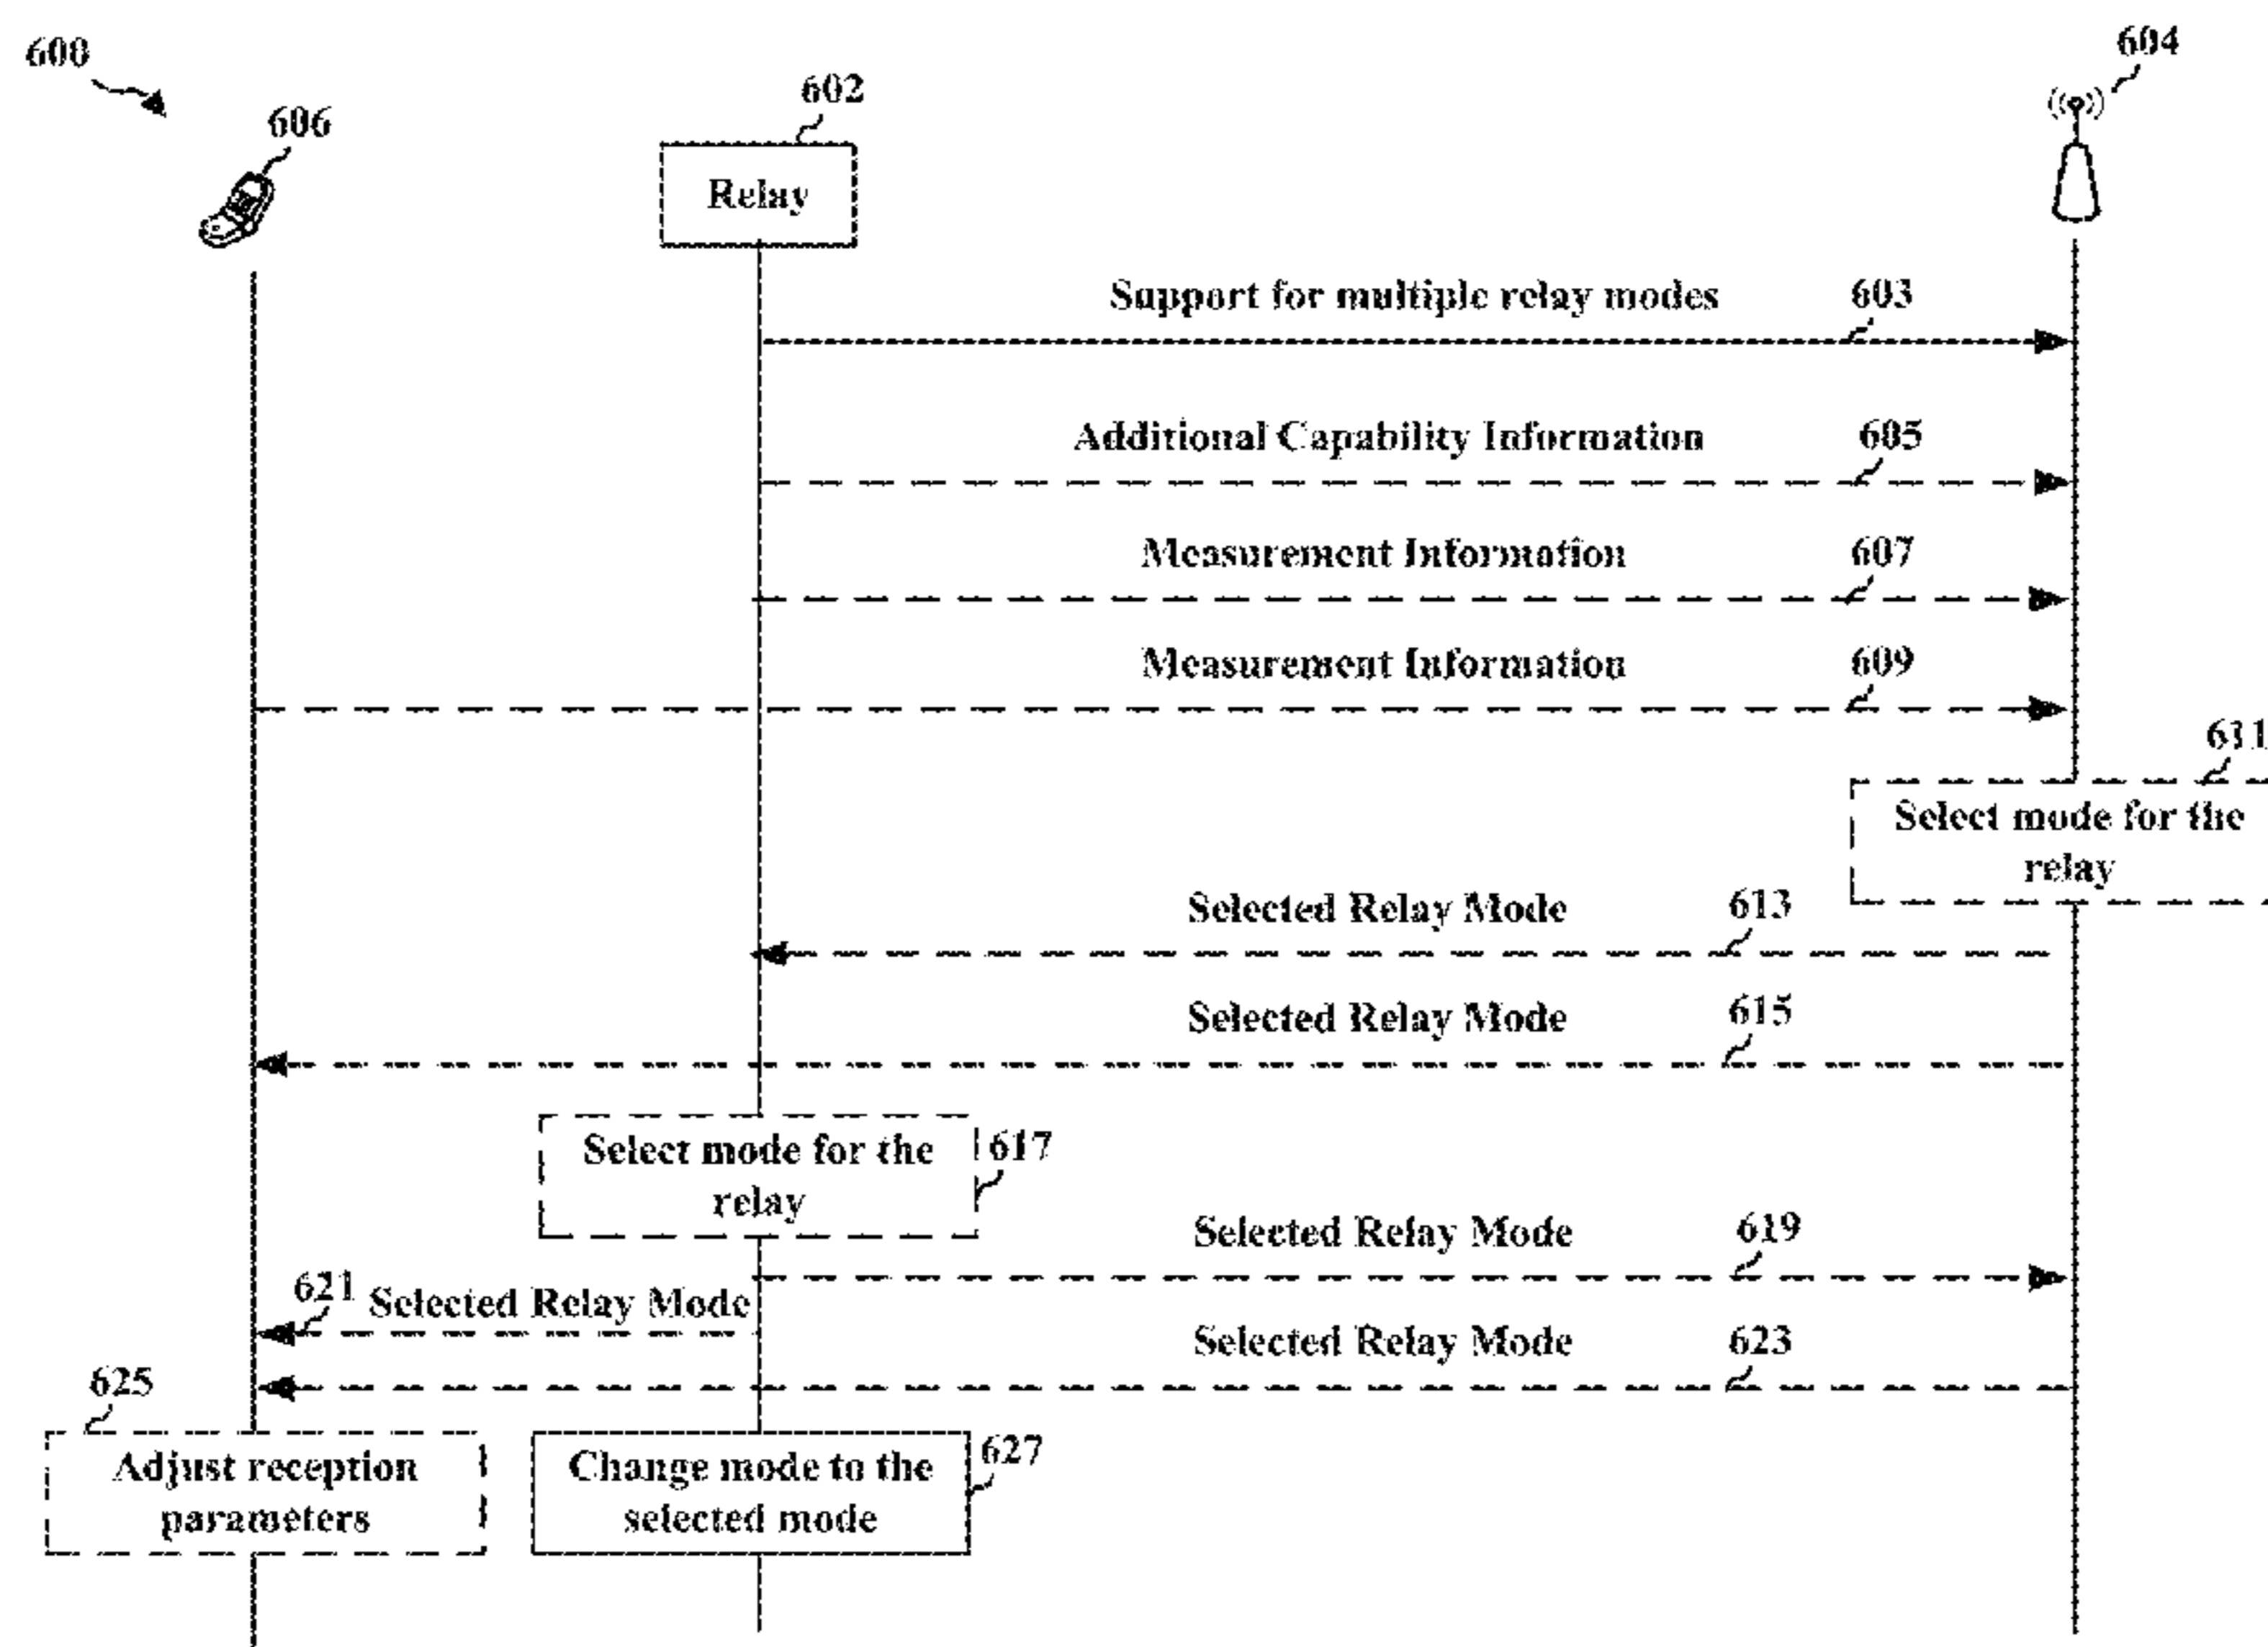 600
606
602
604
Relay
Support for multiple relay modes 603
Additional Capability Information 605
Measurement Information 607
Measurement Information 609
611
Select mode for the
relay
Selected Relay Mode 613
Selected Relay Mode 615
Select mode for the
relay
617
Selected Relay Mode 619
621 Selected Relay Mode
Selected Relay Mode 623
625
Adjust reception
parameters
Change mode to the
selected mode
627